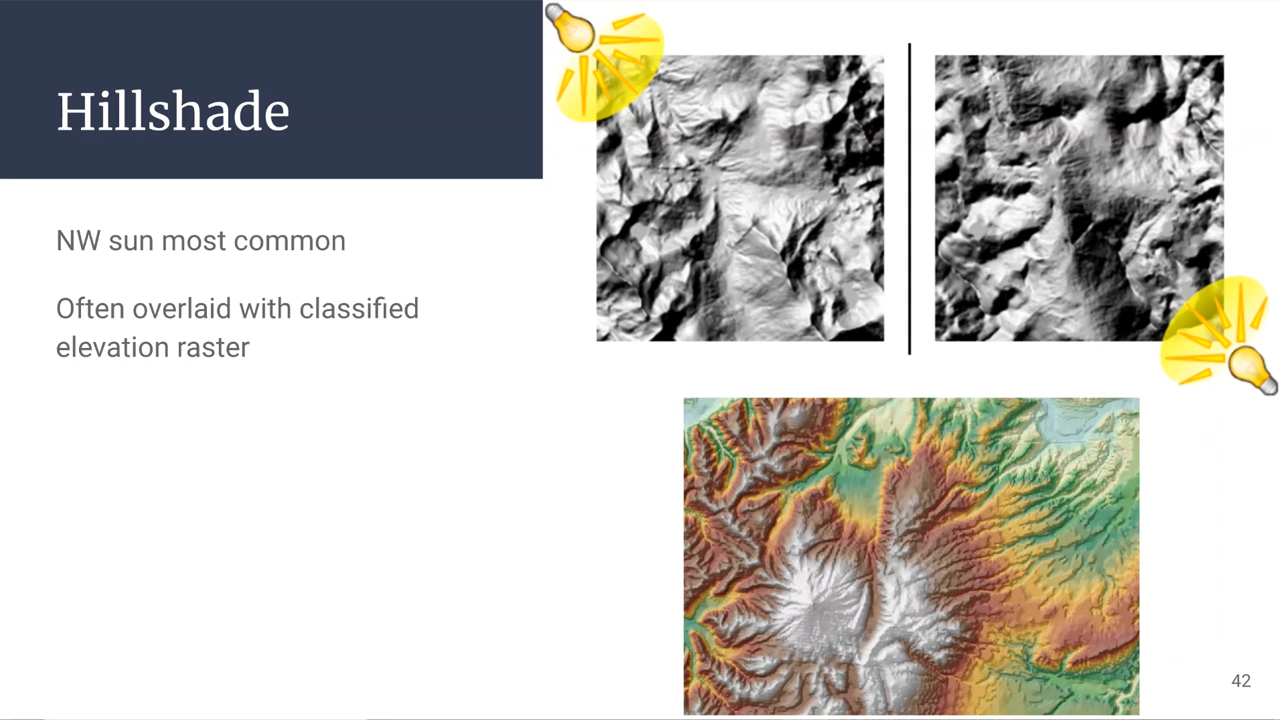 Hillshade
NW sun most common
Often overlaid with classified
elevation raster
42